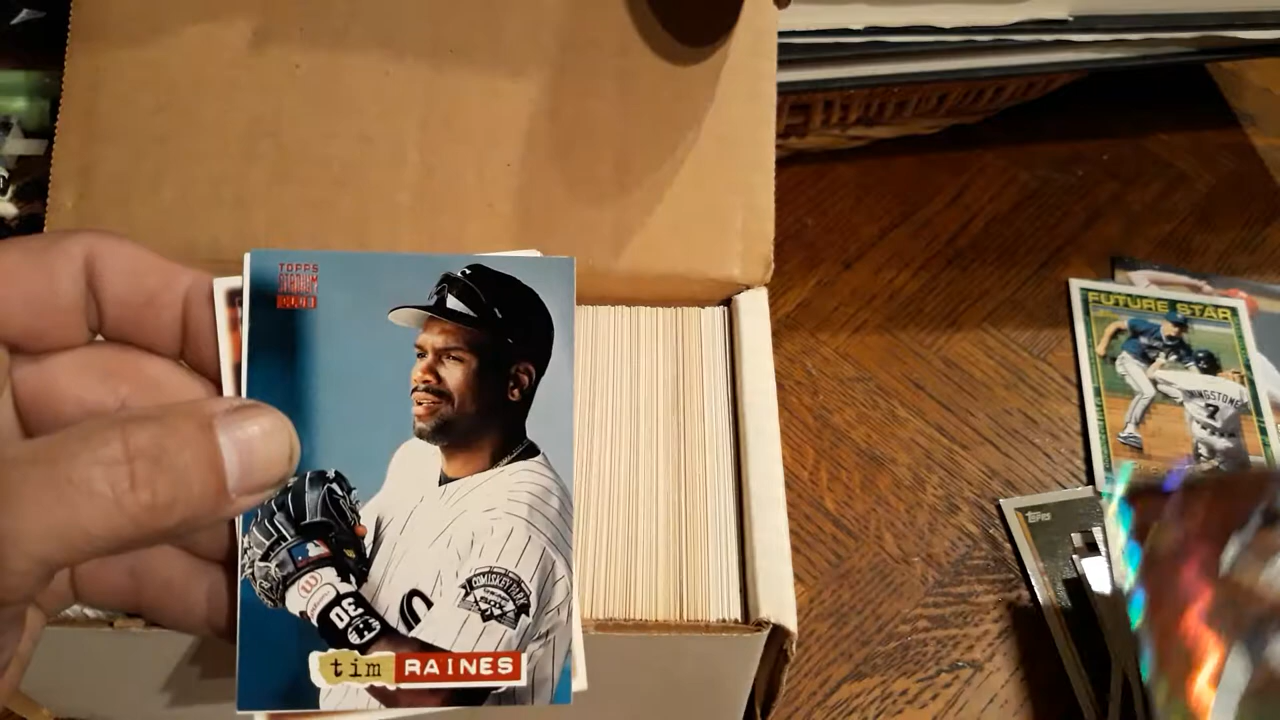 TOPPS
STADIUM
CLUB
30
COMISKEY PARK
tim RAINES
FUTURE STAR
7
TOPPS